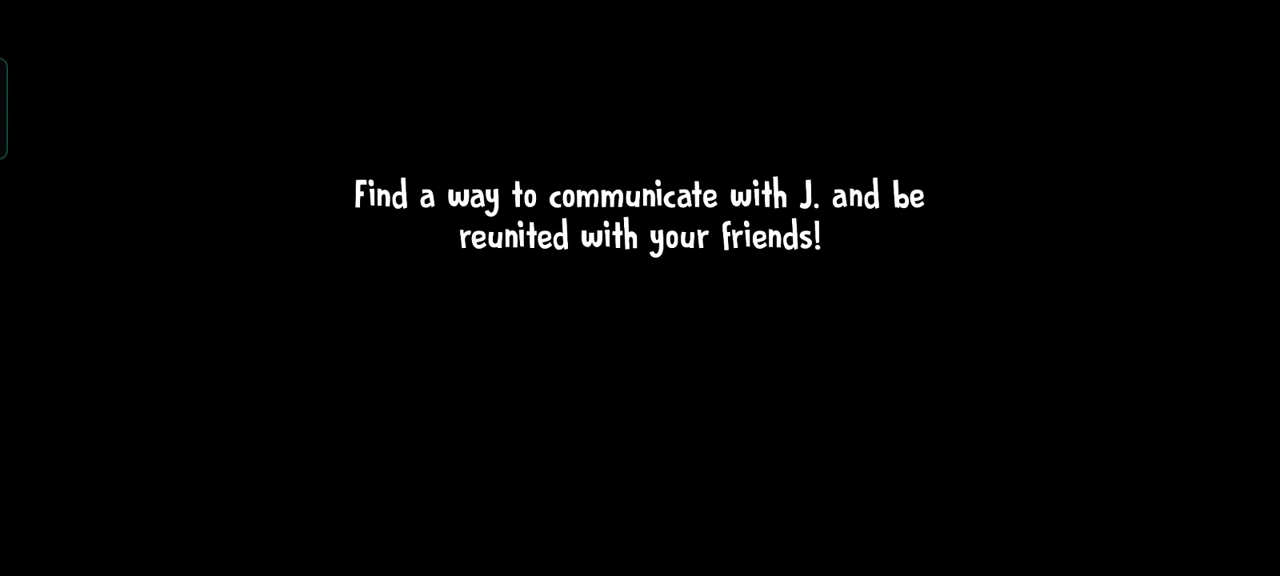 Find a way to communicate with J. and be
reunited with your friends!